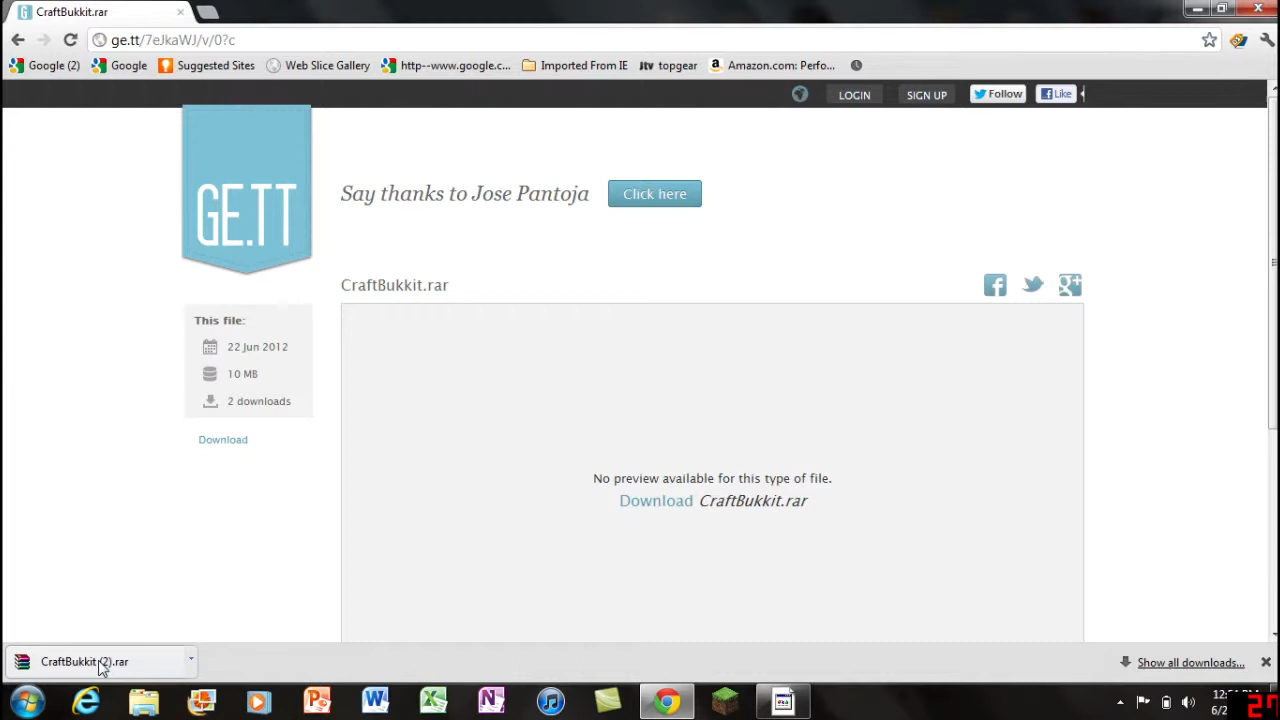 CraftBukkit.rar
ge.tt/7eJkaWJ/v/0?c
Google (2) Google Suggested Sites Web Slice Gallery http--www.google.c... Imported From IE jtv topgear Amazon.com: Perfo...
LOGIN SIGN UP Follow Like
GE.TT
Say thanks to Jose Pantoja Click here
CraftBukkit.rar
This file:
22 Jun 2012
10 MB
2 downloads
Download
No preview available for this type of file.
Download CraftBukkit.rar
CraftBukkit (2).rar
Show all downloads...